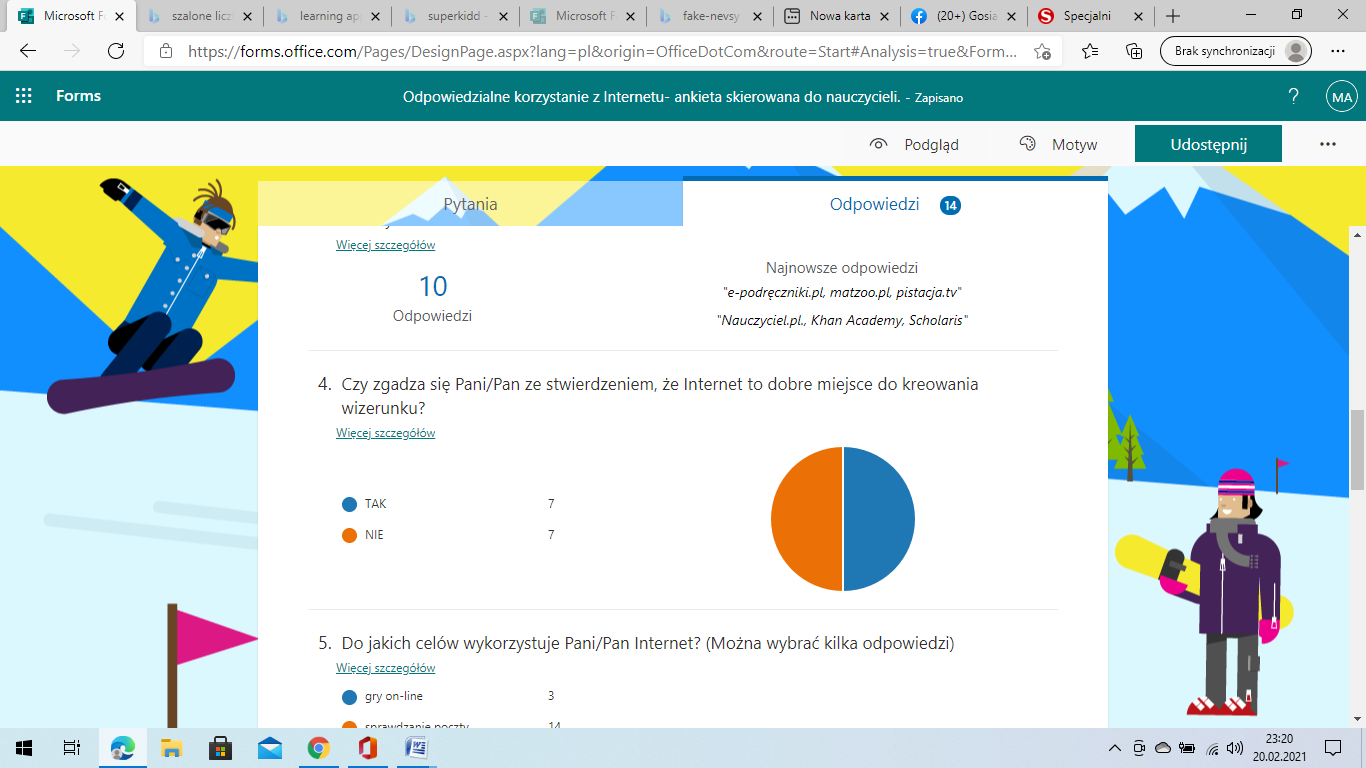 Microsoft Fo
szalone licz
learning app
superkidd -
Microsoft Fo
fake-nevsy
Nowa karta
(20+) Gosia
Specjalni
https://forms.office.com/Pages/DesignPage.aspx?lang=pl&origin=OfficeDotCom&route=Start#Analysis=true&Form...
Brak synchronizacji
Forms
Odpowiedzialne korzystanie z Internetu- ankieta skierowana do nauczycieli. - Zapisano
?
MA
Podgląd
Motyw
Udostępnij
Pytania
Odpowiedzi 14
Więcej szczegółów
10
Odpowiedzi
Najnowsze odpowiedzi
"e-podręczniki.pl, matzoo.pl, pistacja.tv"
"Nauczyciel.pl., Khan Academy, Scholaris"
4. Czy zgadza się Pani/Pan ze stwierdzeniem, że Internet to dobre miejsce do kreowania
wizerunku?
Więcej szczegółów
TAK 7
NIE 7
5. Do jakich celów wykorzystuje Pani/Pan Internet? (Można wybrać kilka odpowiedzi)
Więcej szczegółów
gry on-line 3
sprawdzanie poczty 14
23:20
20.02.2021